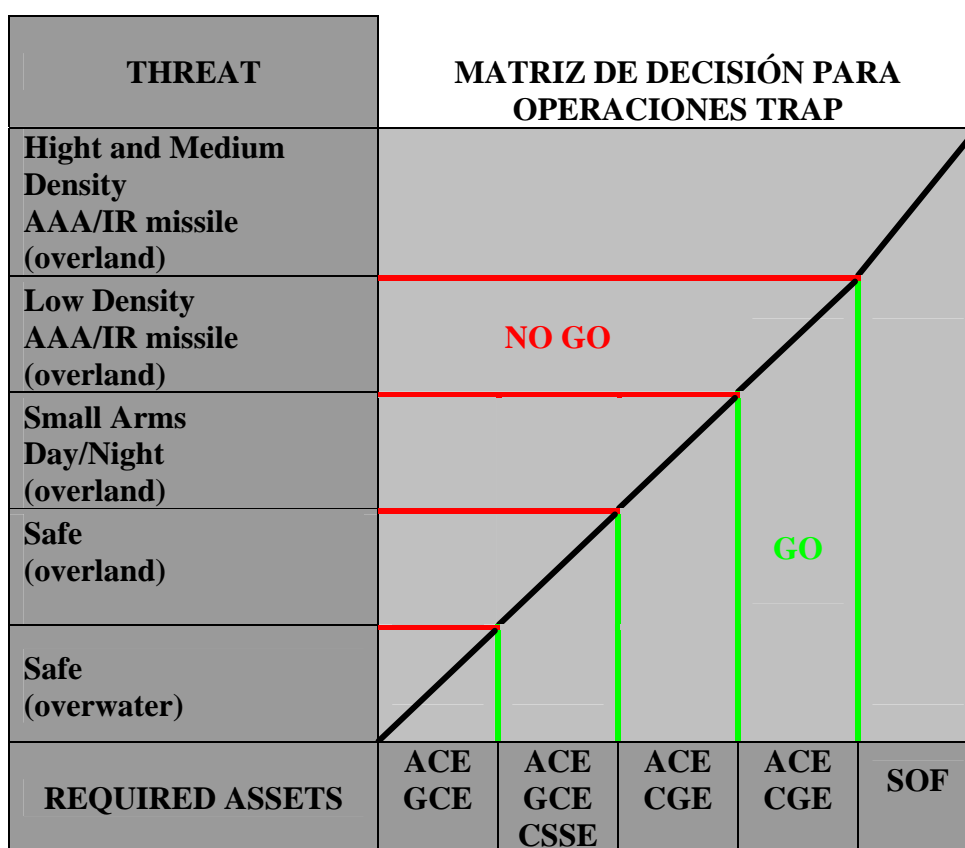 THREAT
MATRIZ DE DECISIÓN PARA
OPERACIONES TRAP
Hight and Medium
Density
AAA/IR missile
(overland)
Low Density
AAA/IR missile
(overland)
NO GO
Small Arms
Day/Night
(overland)
Safe
(overland)
GO
Safe
(overwater)
REQUIRED ASSETS
ACE
GCE
ACE
GCE
CSSE
ACE
CGE
ACE
CGE
SOF